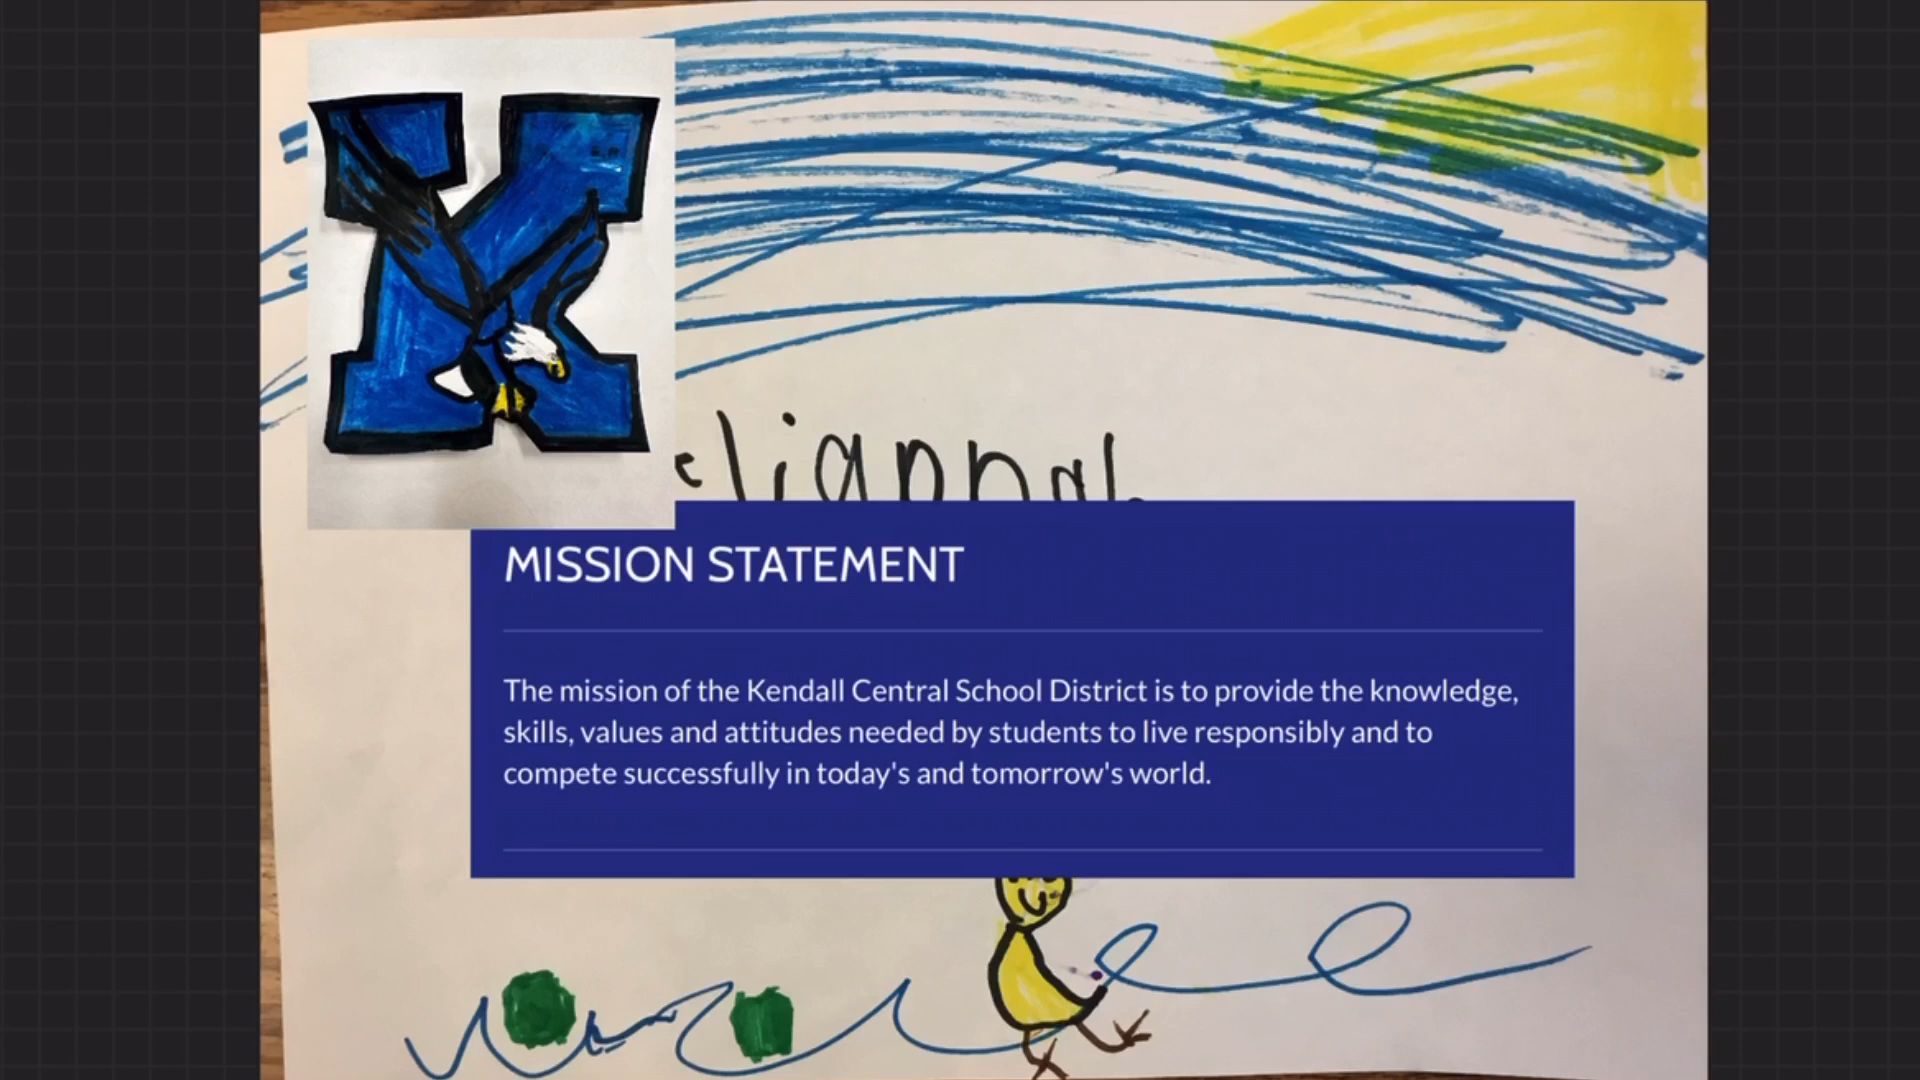 K
MISSION STATEMENT
The mission of the Kendall Central School District is to provide the knowledge,
skills, values and attitudes needed by students to live responsibly and to
compete successfully in today's and tomorrow's world.